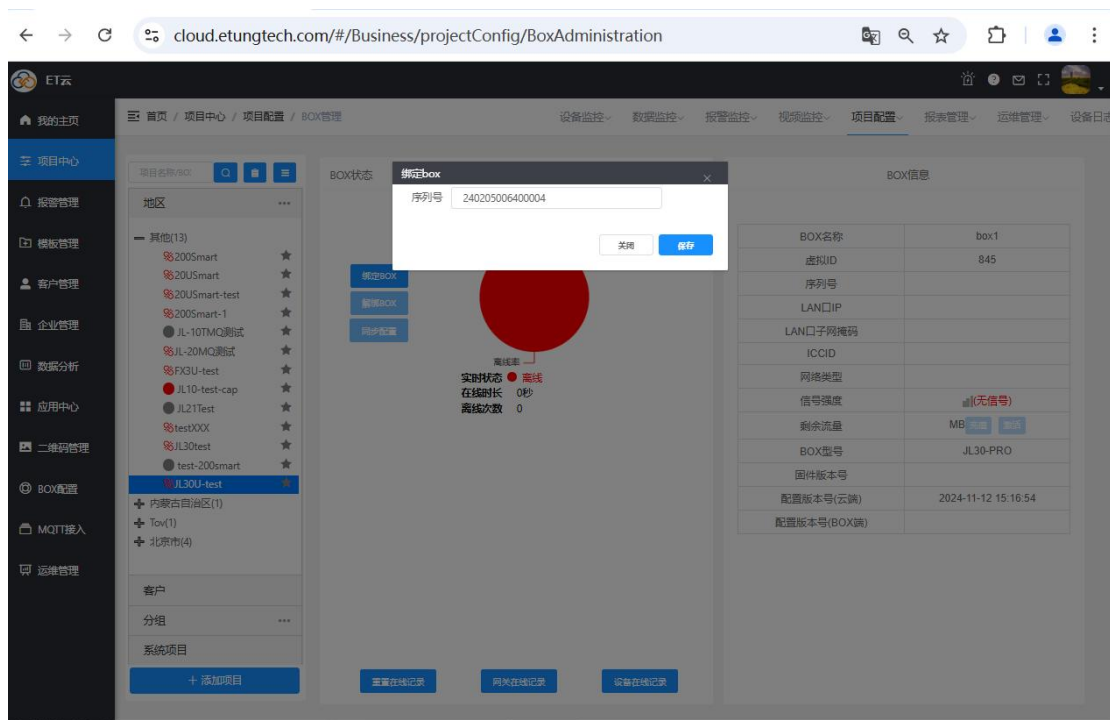 cloud.etungtech.com/#/Business/projectConfig/BoxAdministration
ET云
我的主页
首页 / 项目中心 / 项目配置 / BOX管理
设备监控
数据监控
报警监控
视频监控
项目配置
报表管理
运维管理
设备日志
项目中心
报警管理
模板管理
客户管理
企业管理
数据分析
应用中心
二维码管理
BOX配置
MQTT接入
运维管理
项目名称/BO
地区
其他(13)
200Smart
20USmart
20USmart-test
200Smart-1
JL-10TMQ测试
JL-20MQ测试
FX3U-test
JL10-test-cap
JL21Test
testXXX
JL30test
test-200smart
JL30U-test
内蒙古自治区(1)
Tov(1)
北京市(4)
客户
分组
系统项目
+ 添加项目
BOX状态
绑定box
序列号
240205006400004
关闭
保存
绑定BOX
解绑BOX
同步配置
离线率
实时状态 离线
在线时长 0秒
离线次数 0
重置在线记录
网关在线记录
设备在线记录
BOX信息
BOX名称 box1
虚拟ID 845
序列号
LAN口IP
LAN口子网掩码
ICCID
网络类型
信号强度 (无信号)
剩余流量 MB
BOX型号 JL30-PRO
固件版本号
配置版本号(云端) 2024-11-12 15:16:54
配置版本号(BOX端)